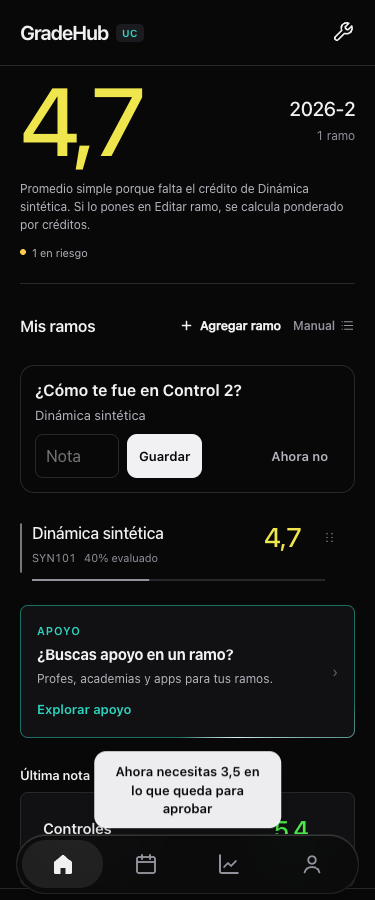 GradeHub UC
4,7
2026-2
1 ramo
Promedio simple porque falta el crédito de Dinámica
sintética. Si lo pones en Editar ramo, se calcula ponderado
por créditos.
1 en riesgo
Mis ramos
+ Agregar ramo
Manual
¿Cómo te fue en Control 2?
Dinámica sintética
Nota
Guardar
Ahora no
Dinámica sintética
4,7
SYN101 40% evaluado
APOYO
¿Buscas apoyo en un ramo?
Profes, academias y apps para tus ramos.
Explorar apoyo
Última nota
Ahora necesitas 3,5 en
lo que queda para
aprobar
Controles
5,4